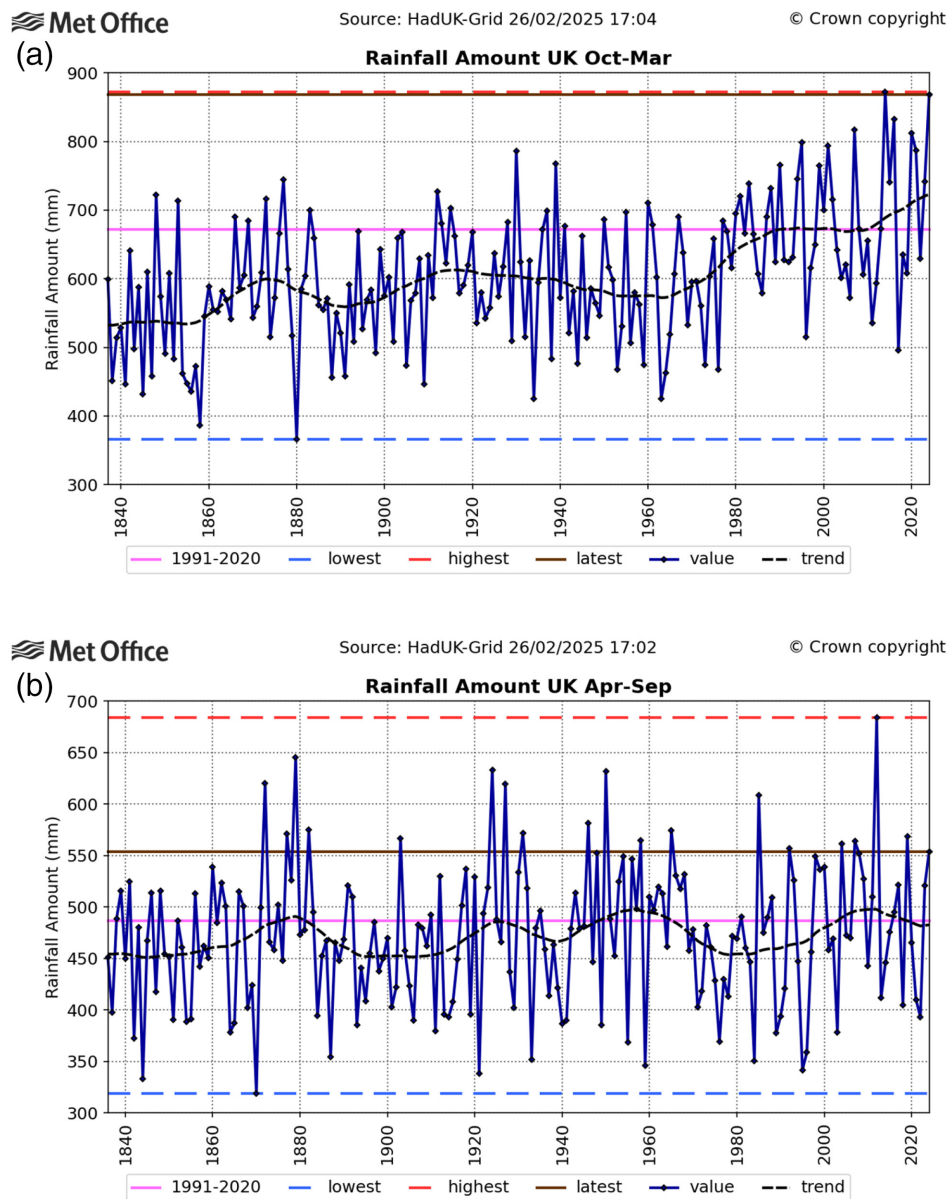 Met Office
Source: HadUK-Grid 26/02/2025 17:04
© Crown copyright
(a)
Rainfall Amount UK Oct-Mar
Rainfall Amount (mm)
900
800
700
600
500
400
300
1840 1860 1880 1900 1920 1940 1960 1980 2000 2020
1991-2020 lowest highest latest value trend
Met Office
Source: HadUK-Grid 26/02/2025 17:02
© Crown copyright
(b)
Rainfall Amount UK Apr-Sep
Rainfall Amount (mm)
700
650
600
550
500
450
400
350
300
1840 1860 1880 1900 1920 1940 1960 1980 2000 2020
1991-2020 lowest highest latest value trend